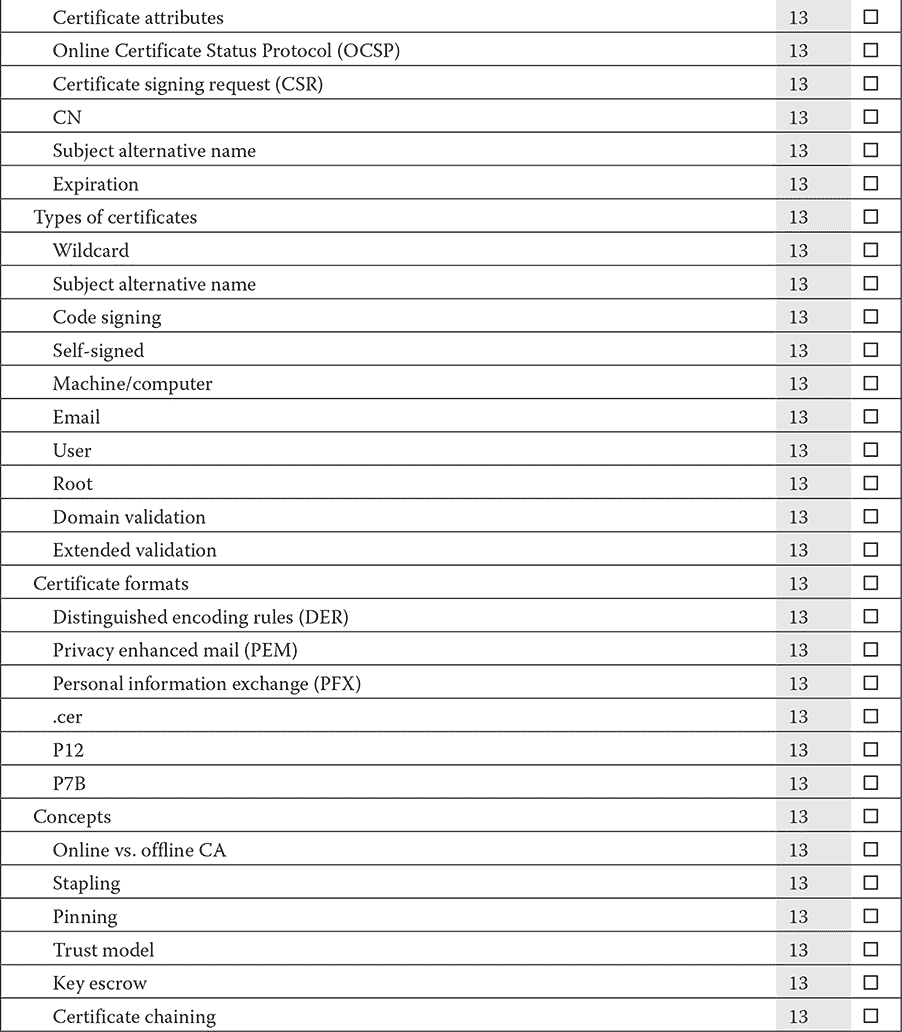 Certificate attributes 13 ☐
Online Certificate Status Protocol (OCSP) 13 ☐
Certificate signing request (CSR) 13 ☐
CN 13 ☐
Subject alternative name 13 ☐
Expiration 13 ☐
Types of certificates 13 ☐
Wildcard 13 ☐
Subject alternative name 13 ☐
Code signing 13 ☐
Self-signed 13 ☐
Machine/computer 13 ☐
Email 13 ☐
User 13 ☐
Root 13 ☐
Domain validation 13 ☐
Extended validation 13 ☐
Certificate formats 13 ☐
Distinguished encoding rules (DER) 13 ☐
Privacy enhanced mail (PEM) 13 ☐
Personal information exchange (PFX) 13 ☐
.cer 13 ☐
P12 13 ☐
P7B 13 ☐
Concepts 13 ☐
Online vs. offline CA 13 ☐
Stapling 13 ☐
Pinning 13 ☐
Trust model 13 ☐
Key escrow 13 ☐
Certificate chaining 13 ☐